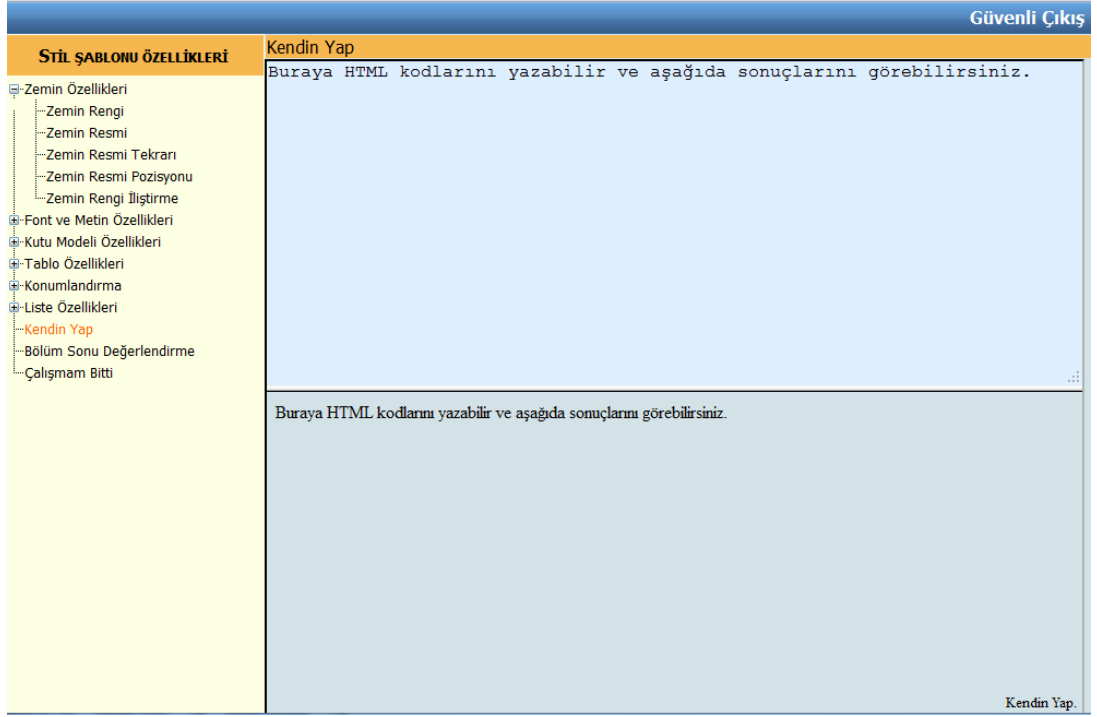 Güvenli Çıkış
STİL ŞABLONU ÖZELLİKLERİ
Zemin Özellikleri
Zemin Rengi
Zemin Resmi
Zemin Resmi Tekrarı
Zemin Resmi Pozisyonu
Zemin Rengi İliştirme
Font ve Metin Özellikleri
Kutu Modeli Özellikleri
Tablo Özellikleri
Konumlandırma
Liste Özellikleri
Kendin Yap
Bölüm Sonu Değerlendirme
Çalışmam Bitti
Kendin Yap
Buraya HTML kodlarını yazabilir ve aşağıda sonuçlarını görebilirsiniz.
Buraya HTML kodlarını yazabilir ve aşağıda sonuçlarını görebilirsiniz.
Kendin Yap.